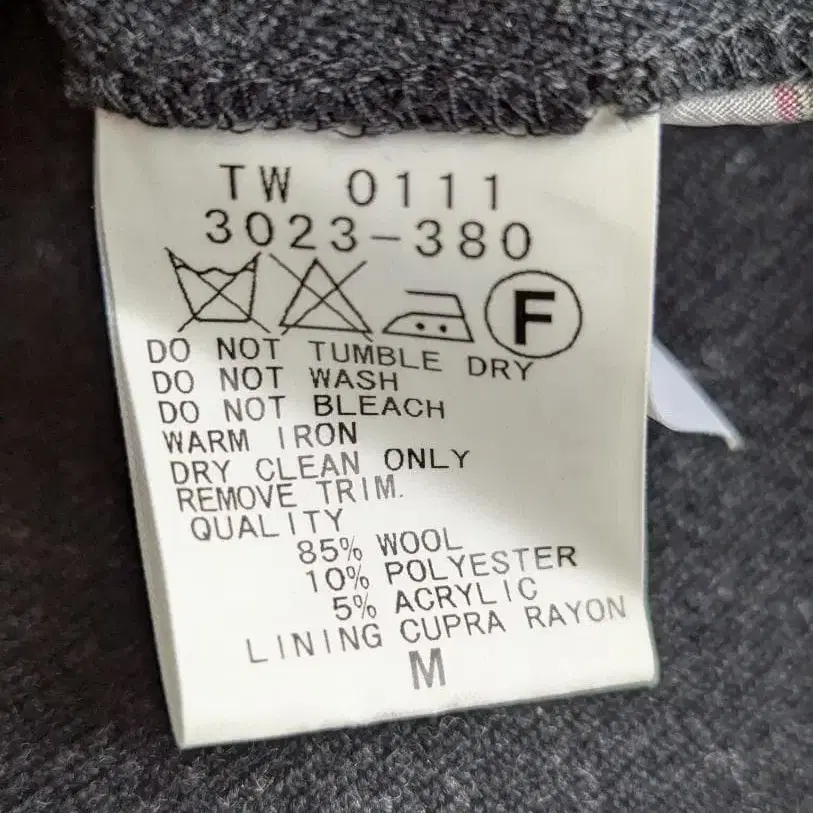 TW 0111
3023-380
F
DO NOT TUMBLE DRY
DO NOT WASH
DO NOT BLEACH
WARM IRON
DRY CLEAN ONLY
REMOVE TRIM.
QUALITY
85% WOOL
10% POLYESTER
5% ACRYLIC
LINING CUPRA RAYON
M